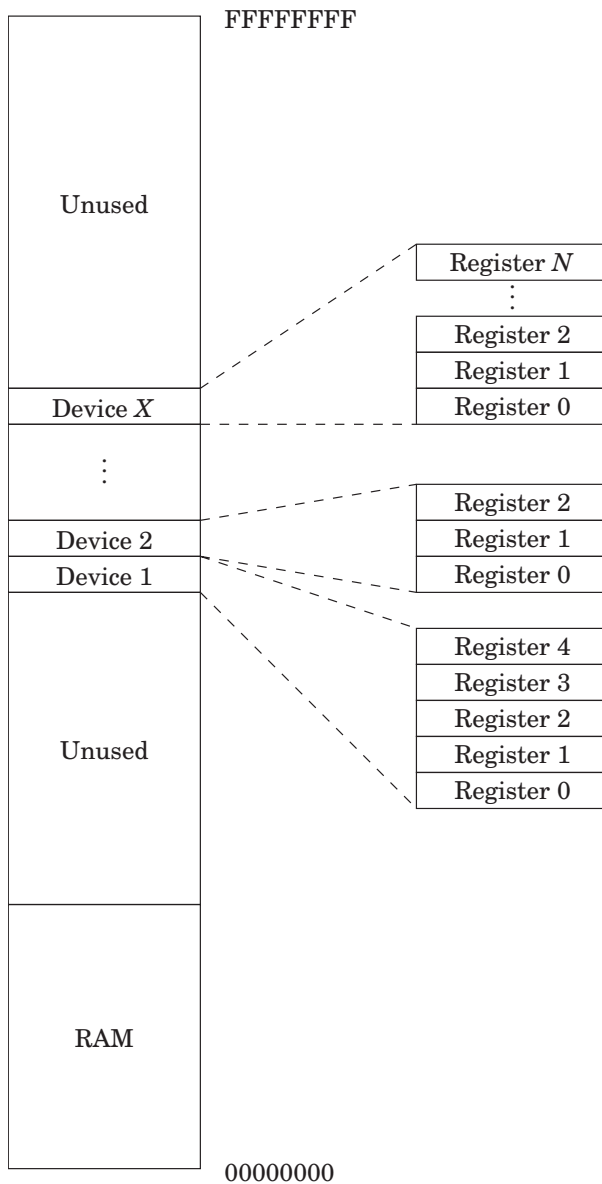 FFFFFFFF
Unused
Device X
⋮
Device 2
Device 1
Unused
RAM
00000000
Register N
⋮
Register 2
Register 1
Register 0
Register 2
Register 1
Register 0
Register 4
Register 3
Register 2
Register 1
Register 0